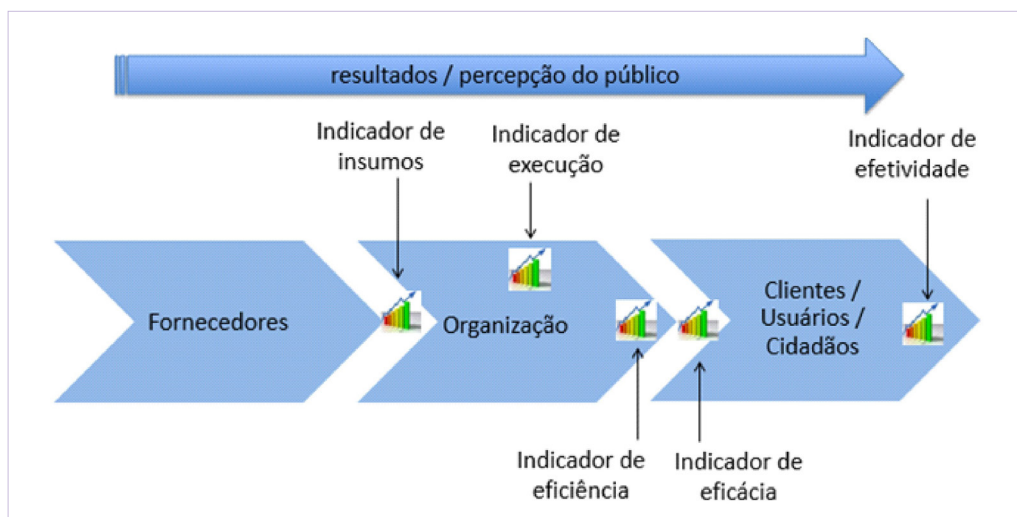 resultados / percepção do público
Indicador de
insumos
Indicador de
execução
Indicador de
efetividade
Fornecedores
Organização
Clientes /
Usuários /
Cidadãos
Indicador de
eficiência
Indicador de
eficácia